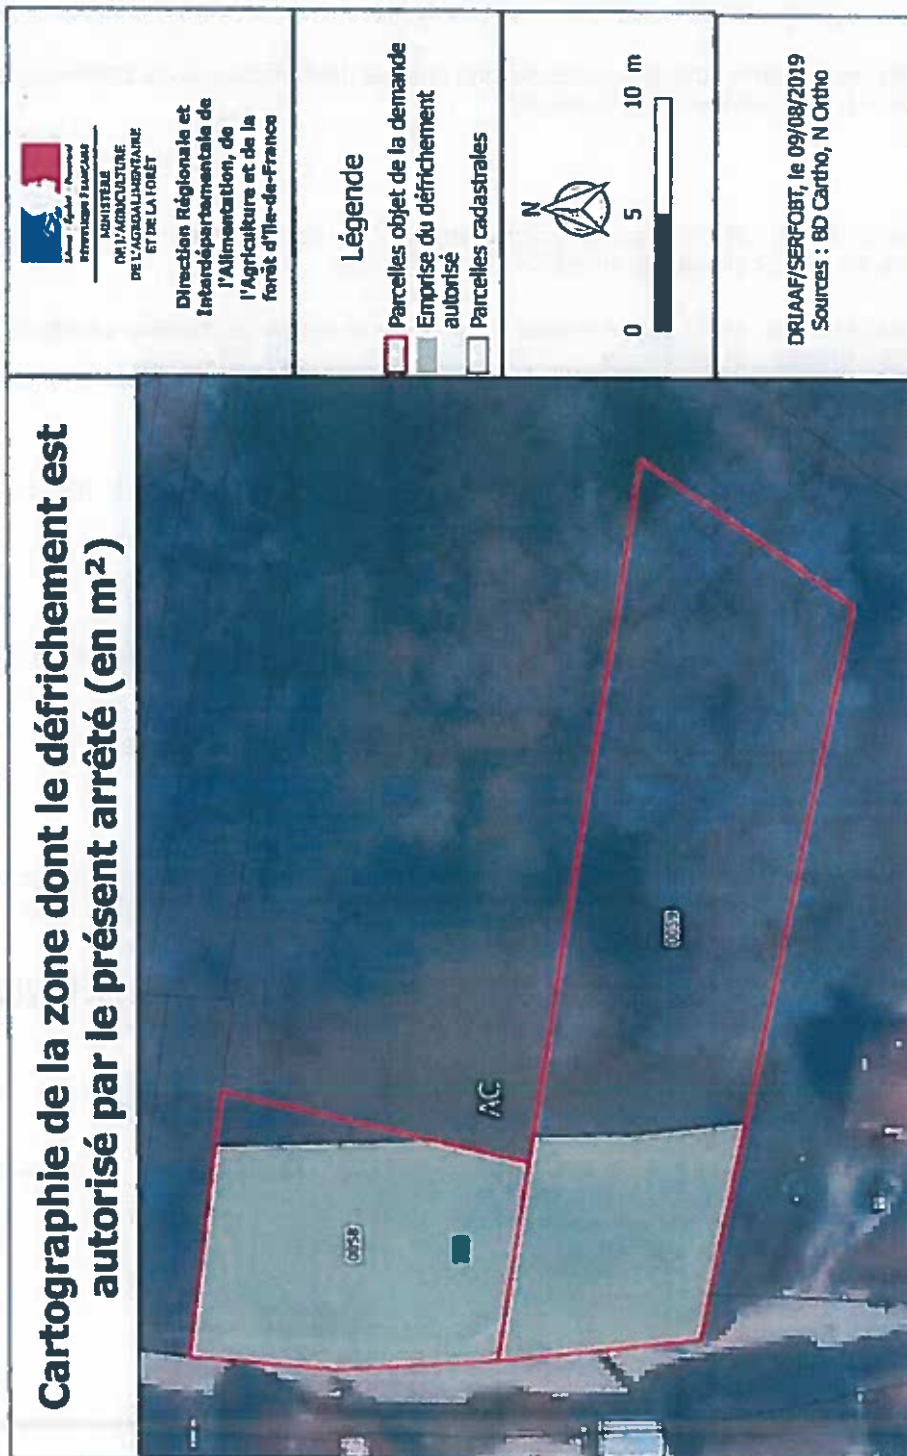 Cartographie de la zone dont le défrichement est
autorisé par le présent arrêté (en m²)
MINISTÈRE
DE L'AGRICULTURE
DE L'AGROALIMENTAIRE
ET DE LA FORÊT
Direction Régionale et
Interdépartementale de
l'Alimentation, de
l'Agriculture et de la
forêt d'Île-de-France
Légende
Parcelles objet de la demande
Emprise du défrichement
autorisé
Parcelles cadastrales
N
0 5 10 m
DRIAAF/SERFOBT, le 09/08/2019
Sources : BD Cartho, N Ortho
0058
AC